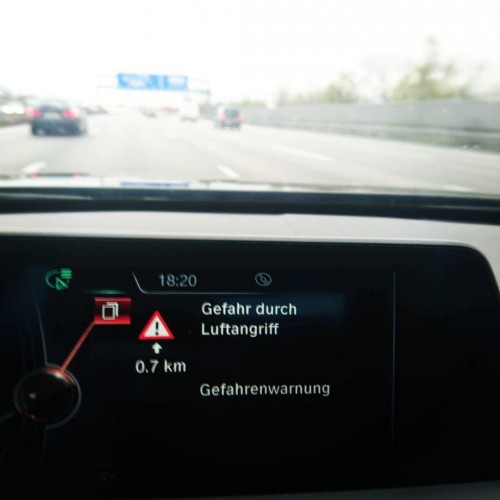 18:20
Gefahr durch
Luftangriff
0.7 km
Gefahrenwarnung